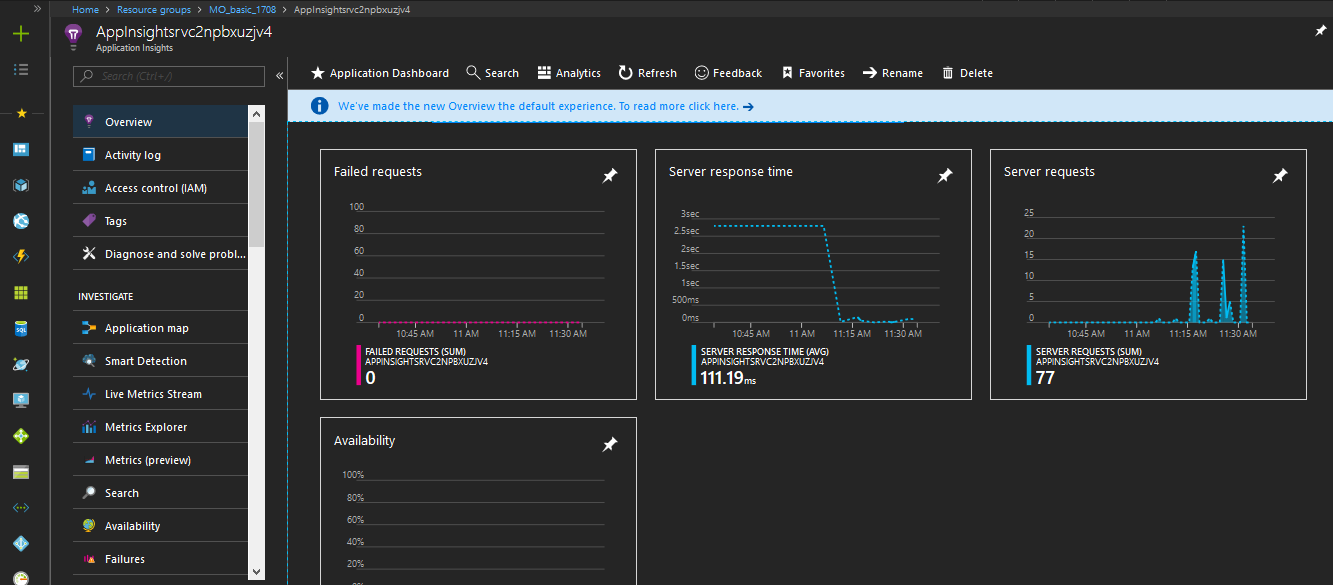 Home > Resource groups > MO_basic_1708 > AppInsightsrvc2npbxuzjv4
AppInsightsrvc2npbxuzjv4
Application Insights
Search (Ctrl+/)
Overview
Activity log
Access control (IAM)
Tags
Diagnose and solve probl...
INVESTIGATE
Application map
Smart Detection
Live Metrics Stream
Metrics Explorer
Metrics (preview)
Search
Availability
Failures
Application Dashboard Search Analytics Refresh Feedback Favorites Rename Delete
We've made the new Overview the default experience. To read more click here. →
Failed requests
100
80
60
40
20
0
10:45 AM 11 AM 11:15 AM 11:30 AM
FAILED REQUESTS (SUM)
APPINSIGHTSRVC2NPBXUZJV4
0
Server response time
3sec
2.5sec
2sec
1.5sec
1sec
500ms
0ms
10:45 AM 11 AM 11:15 AM 11:30 AM
SERVER RESPONSE TIME (AVG)
APPINSIGHTSRVC2NPBXUZJV4
111.19ms
Server requests
25
20
15
10
5
0
10:45 AM 11 AM 11:15 AM 11:30 AM
SERVER REQUESTS (SUM)
APPINSIGHTSRVC2NPBXUZJV4
77
Availability
100%
80%
60%
40%
20%
0%
SQL